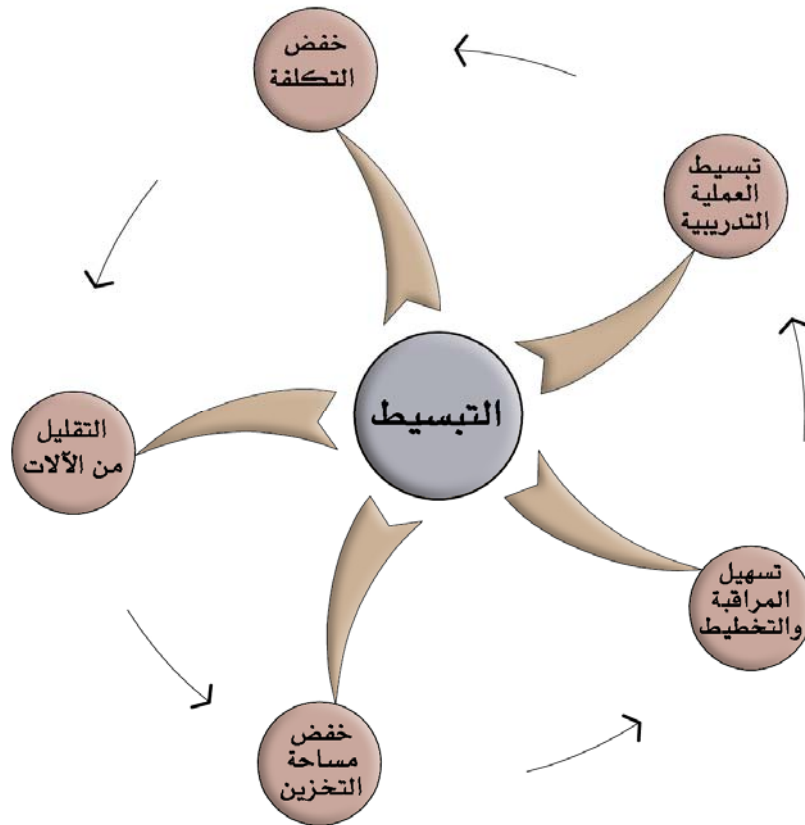 خفض
التكلفة
تبسيط
العملية
التدريبية
التبسيط
التقليل
من الآلات
تسهيل
المراقبة
والتخطيط
خفض
مساحة
التخزين